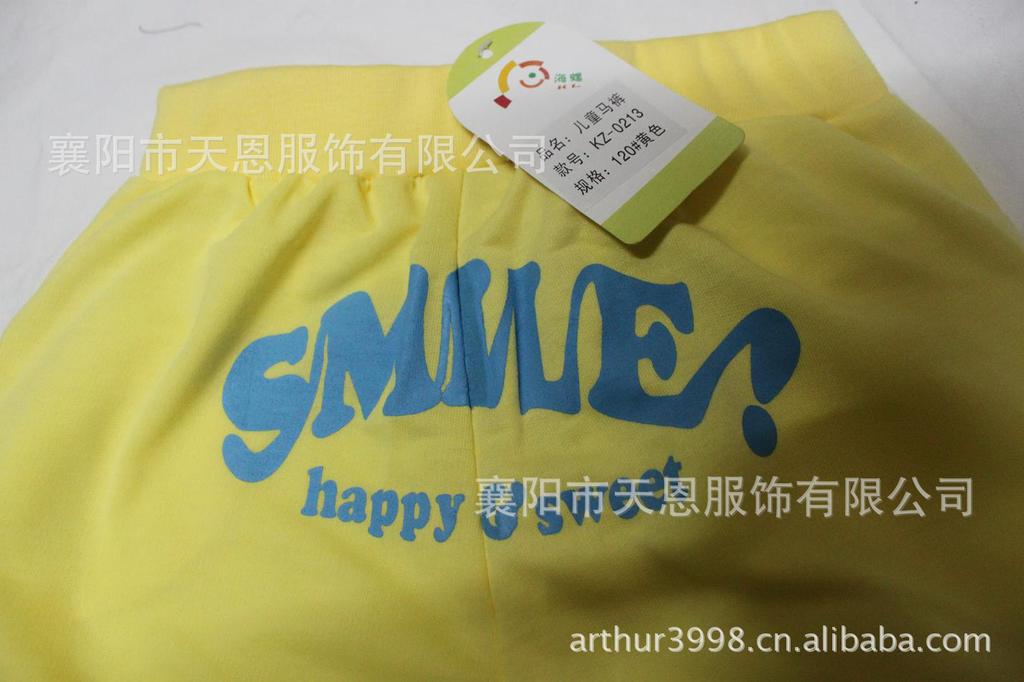 海螺
HL
品名：儿童马裤
款号：KZ-0213
规格：120#黄色
襄阳市天恩服饰有限公司
SMILE?
happy & sweet
襄阳市天恩服饰有限公司
arthur3998.cn.alibaba.com